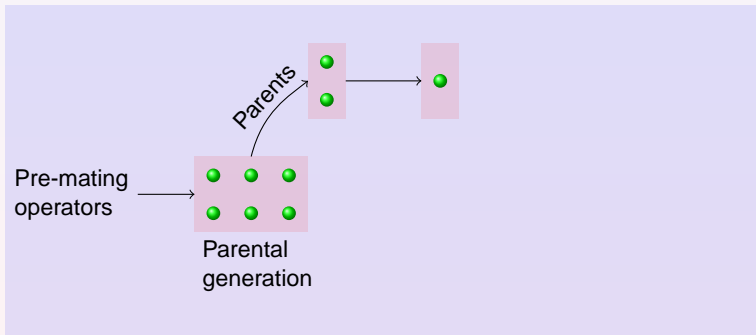 Parents
Pre-mating
operators
Parental
generation